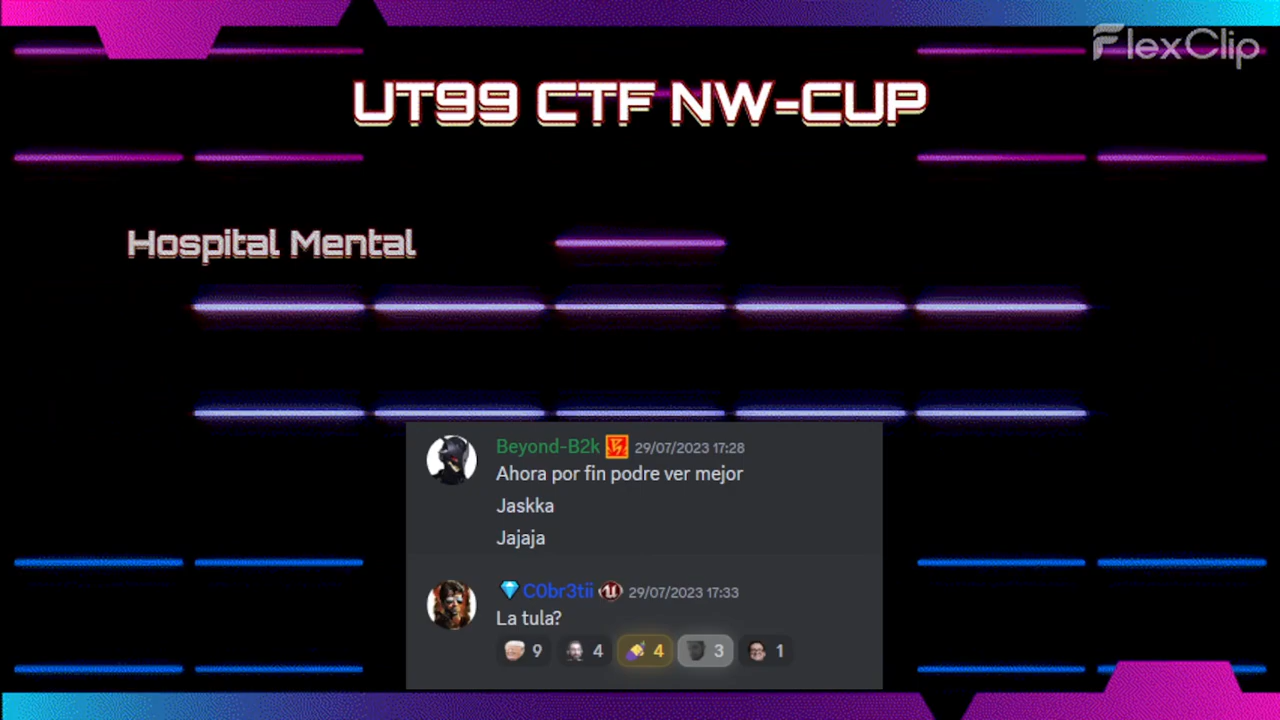 FlexClip
UT99 CTF NW-CUP
Hospital Mental
Beyond-B2k 29/07/2023 17:28
Ahora por fin podre ver mejor
Jaskka
Jajaja
C0br3tii 29/07/2023 17:33
La tula?
9 4 4 3 1